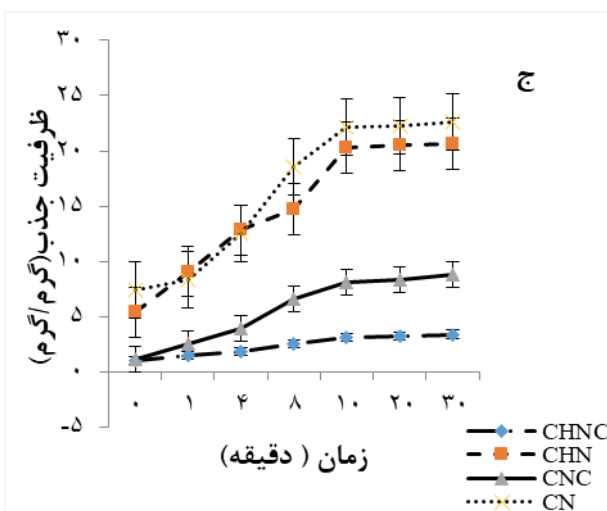 ج
ظرفیت جذب(گرم/گرم)
۳۰
۲۵
۲۰
۱۵
۱۰
۵
۰
-۵
۰ ۱ ۴ ۸ ۱۰ ۲۰ ۳۰
زمان ( دقیقه)
CHNC
CHN
CNC
CN